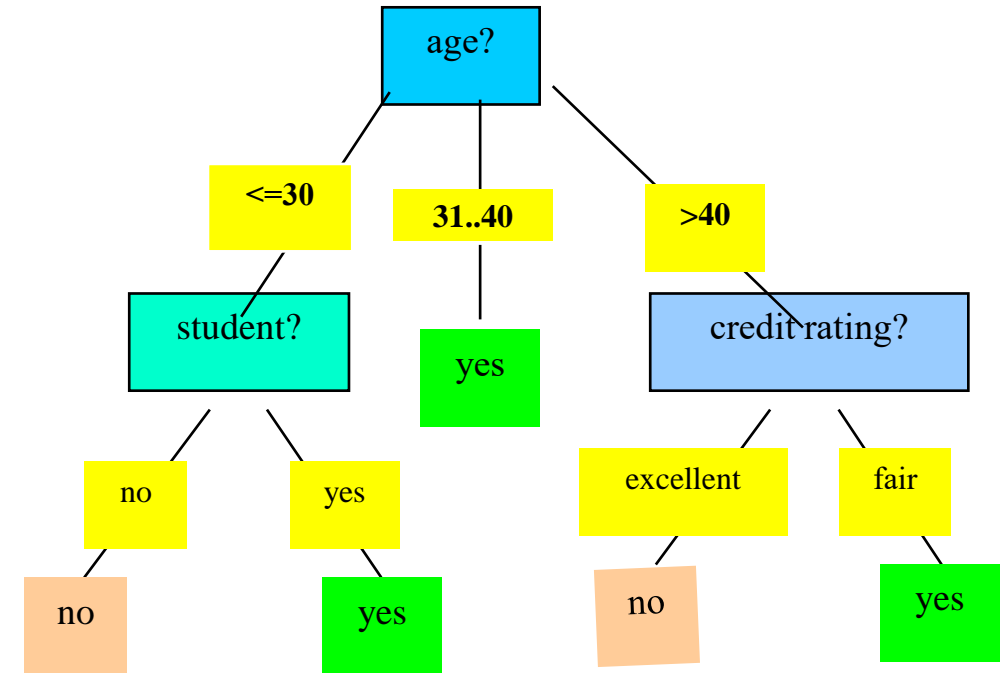 age?
<=30
31..40
>40
student?
yes
credit rating?
no
yes
excellent
fair
no
yes
no
yes